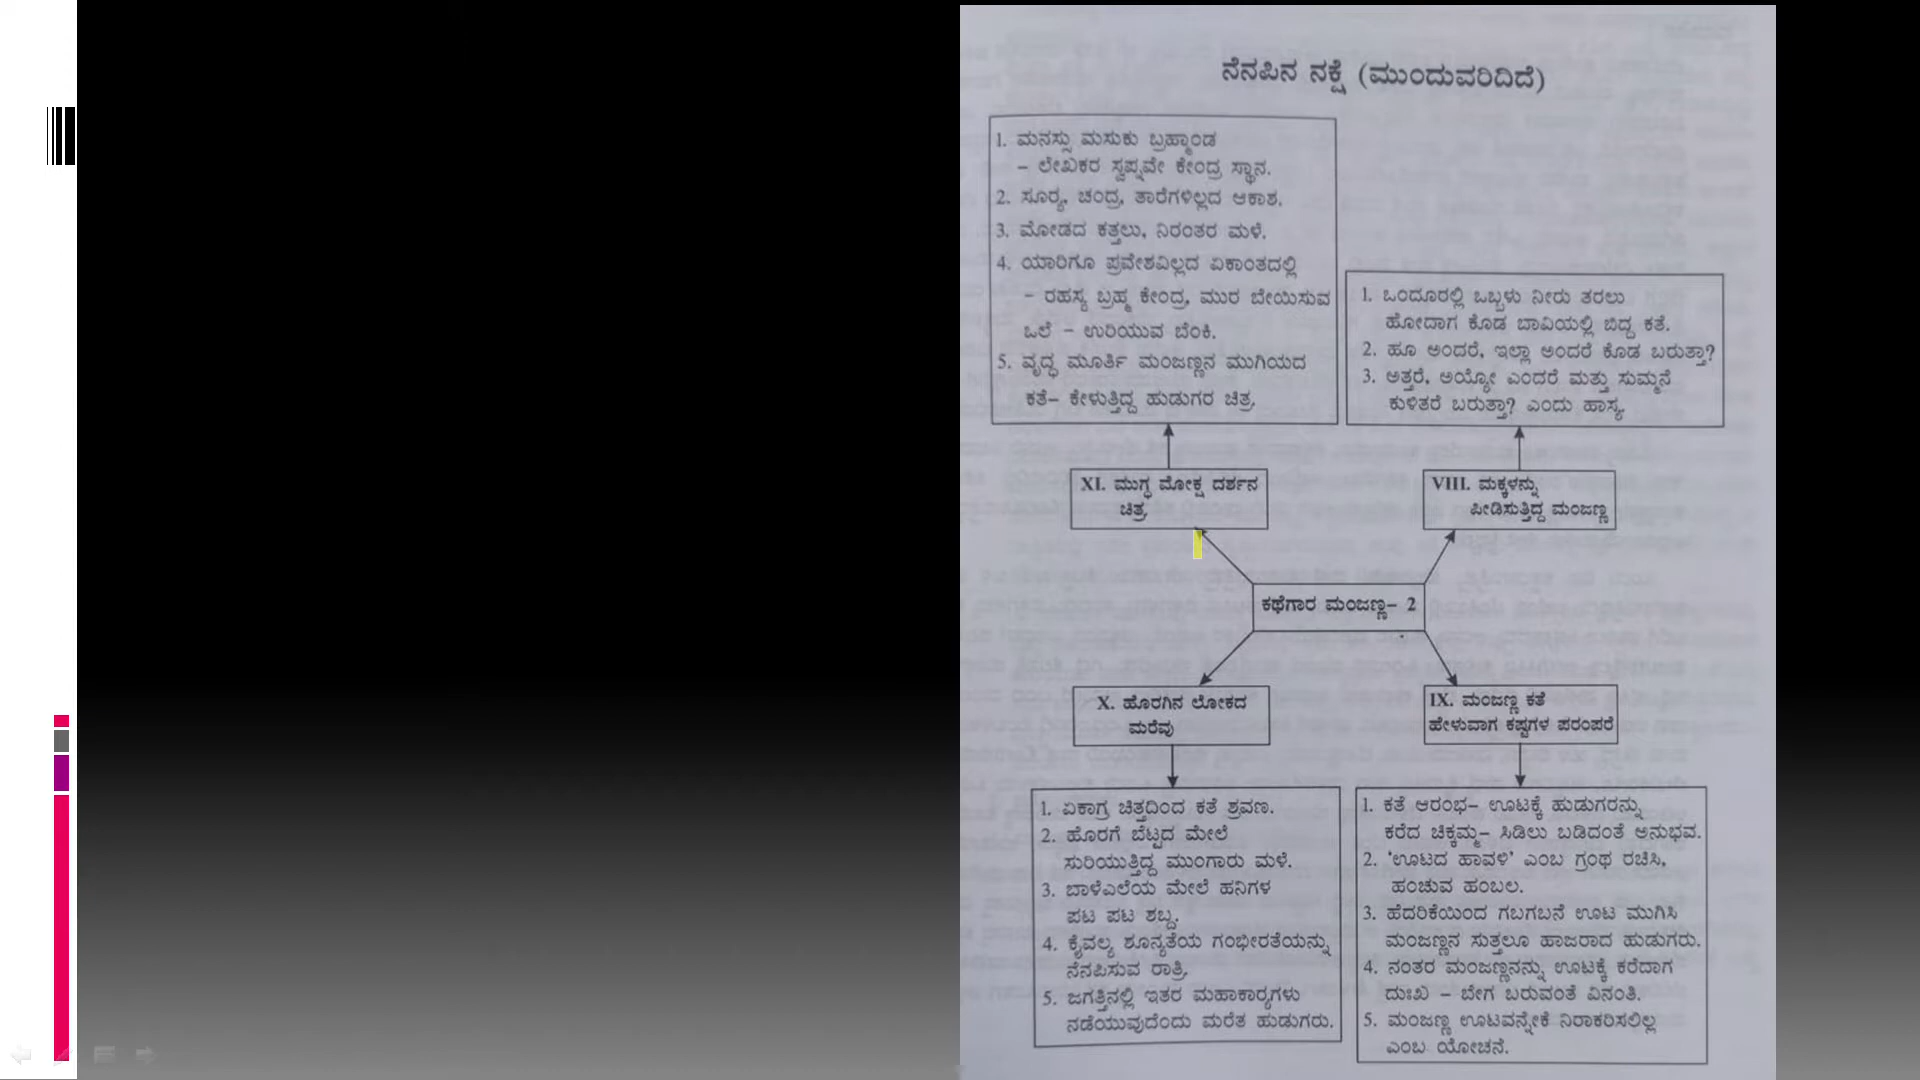 ನೆನಪಿನ ನಕ್ಷೆ (ಮುಂದುವರಿದಿದೆ)
1. ಮನಸ್ಸು ಮಸುಕು ಬ್ರಹ್ಮಾಂಡ
– ಲೇಖಕರ ಸ್ವಪ್ನವೇ ಕೇಂದ್ರ ಸ್ಥಾನ.
2. ಸೂರ್‍ಯ, ಚಂದ್ರ, ತಾರೆಗಳಿಲ್ಲದ ಆಕಾಶ.
3. ಮೋಡದ ಕತ್ತಲು, ನಿರಂತರ ಮಳೆ.
4. ಯಾರಿಗೂ ಪ್ರವೇಶವಿಲ್ಲದ ಏಕಾಂತದಲ್ಲಿ
– ರಹಸ್ಯ ಬ್ರಹ್ಮ ಕೇಂದ್ರ, ಮುರ ಬೇಯಿಸುವ
ಒಲೆ – ಉರಿಯುವ ಬೆಂಕಿ.
5. ವೃದ್ಧ ಮೂರ್ತಿ ಮಂಜಣ್ಣನ ಮುಗಿಯದ
ಕತೆ– ಕೇಳುತ್ತಿದ್ದ ಹುಡುಗರ ಚಿತ್ರ.
1. ಒಂದೂರಲ್ಲಿ ಒಬ್ಬಳು ನೀರು ತರಲು
ಹೋದಾಗ ಕೊಡ ಬಾವಿಯಲ್ಲಿ ಬಿದ್ದ ಕತೆ.
2. ಹೂ ಅಂದರೆ, ಇಲ್ಲಾ ಅಂದರೆ ಕೊಡ ಬರುತ್ತಾ?
3. ಅತ್ತರೆ, ಅಯ್ಯೋ ಎಂದರೆ ಮತ್ತು ಸುಮ್ಮನೆ
ಕುಳಿತರೆ ಬರುತ್ತಾ? ಎಂದು ಹಾಸ್ಯ.
XI. ಮುಗ್ಧ ಮೋಕ್ಷ ದರ್ಶನ
ಚಿತ್ರ
VIII. ಮಕ್ಕಳನ್ನು
ಪೀಡಿಸುತ್ತಿದ್ದ ಮಂಜಣ್ಣ
ಕಥೆಗಾರ ಮಂಜಣ್ಣ– 2
X. ಹೊರಗಿನ ಲೋಕದ
ಮರೆವು
IX. ಮಂಜಣ್ಣ ಕತೆ
ಹೇಳುವಾಗ ಕಷ್ಟಗಳ ಪರಂಪರೆ
1. ಏಕಾಗ್ರ ಚಿತ್ತದಿಂದ ಕತೆ ಶ್ರವಣ.
2. ಹೊರಗೆ ಬೆಟ್ಟದ ಮೇಲೆ
ಸುರಿಯುತ್ತಿದ್ದ ಮುಂಗಾರು ಮಳೆ.
3. ಬಾಳೆಎಲೆಯ ಮೇಲೆ ಹನಿಗಳ
ಪಟ ಪಟ ಶಬ್ದ.
4. ಕೈವಲ್ಯ ಶೂನ್ಯತೆಯ ಗಂಭೀರತೆಯನ್ನು
ನೆನಪಿಸುವ ರಾತ್ರಿ.
5. ಜಗತ್ತಿನಲ್ಲಿ ಇತರ ಮಹಾಕಾರ್‍ಯಗಳು
ನಡೆಯುವುದೆಂದು ಮರೆತ ಹುಡುಗರು.
1. ಕತೆ ಆರಂಭ– ಊಟಕ್ಕೆ ಹುಡುಗರನ್ನು
ಕರೆದ ಚಿಕ್ಕಮ್ಮ– ಸಿಡಿಲು ಬಡಿದಂತೆ ಅನುಭವ.
2. 'ಊಟದ ಹಾವಳಿ' ಎಂಬ ಗ್ರಂಥ ರಚಿಸಿ,
ಹಂಚುವ ಹಂಬಲ.
3. ಹೆದರಿಕೆಯಿಂದ ಗಬಗಬನೆ ಊಟ ಮುಗಿಸಿ
ಮಂಜಣ್ಣನ ಸುತ್ತಲೂ ಹಾಜರಾದ ಹುಡುಗರು.
4. ನಂತರ ಮಂಜಣ್ಣನನ್ನು ಊಟಕ್ಕೆ ಕರೆದಾಗ
ದುಃಖ – ಬೇಗ ಬರುವಂತೆ ವಿನಂತಿ.
5. ಮಂಜಣ್ಣ ಊಟವನ್ನೇಕೆ ನಿರಾಕರಿಸಲಿಲ್ಲ
ಎಂಬ ಯೋಚನೆ.